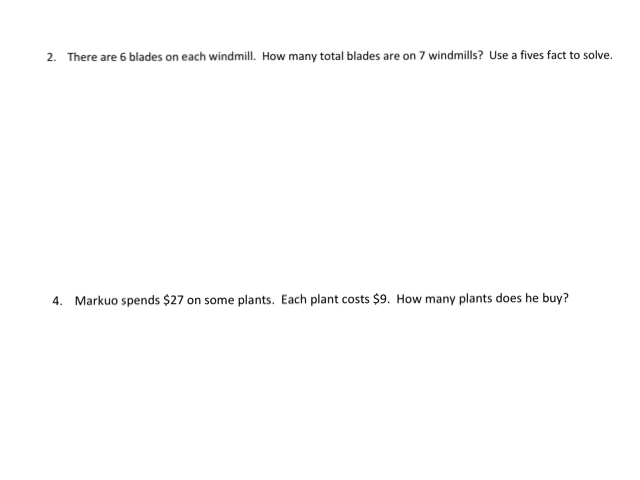 2. There are 6 blades on each windmill. How many total blades are on 7 windmills? Use a fives fact to solve.
4. Markuo spends $27 on some plants. Each plant costs $9. How many plants does he buy?